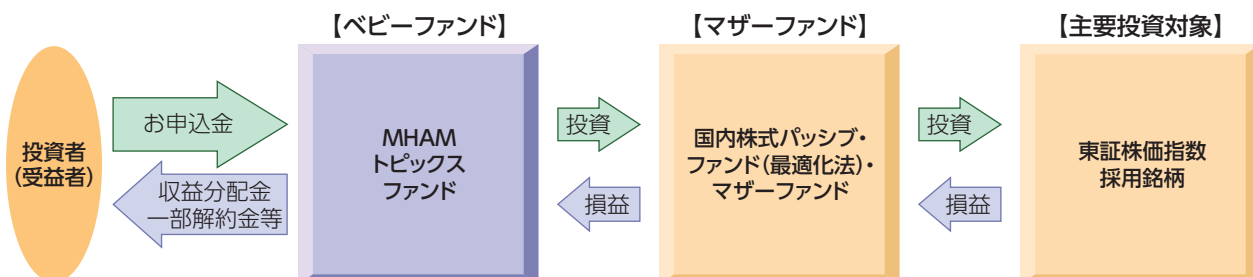 【ベビーファンド】
【マザーファンド】
【主要投資対象】
投資者
(受益者)
お申込金
収益分配金
一部解約金等
MHAM
トピックス
ファンド
投資
損益
国内株式パッシブ・
ファンド(最適化法)・
マザーファンド
投資
損益
東証株価指数
採用銘柄